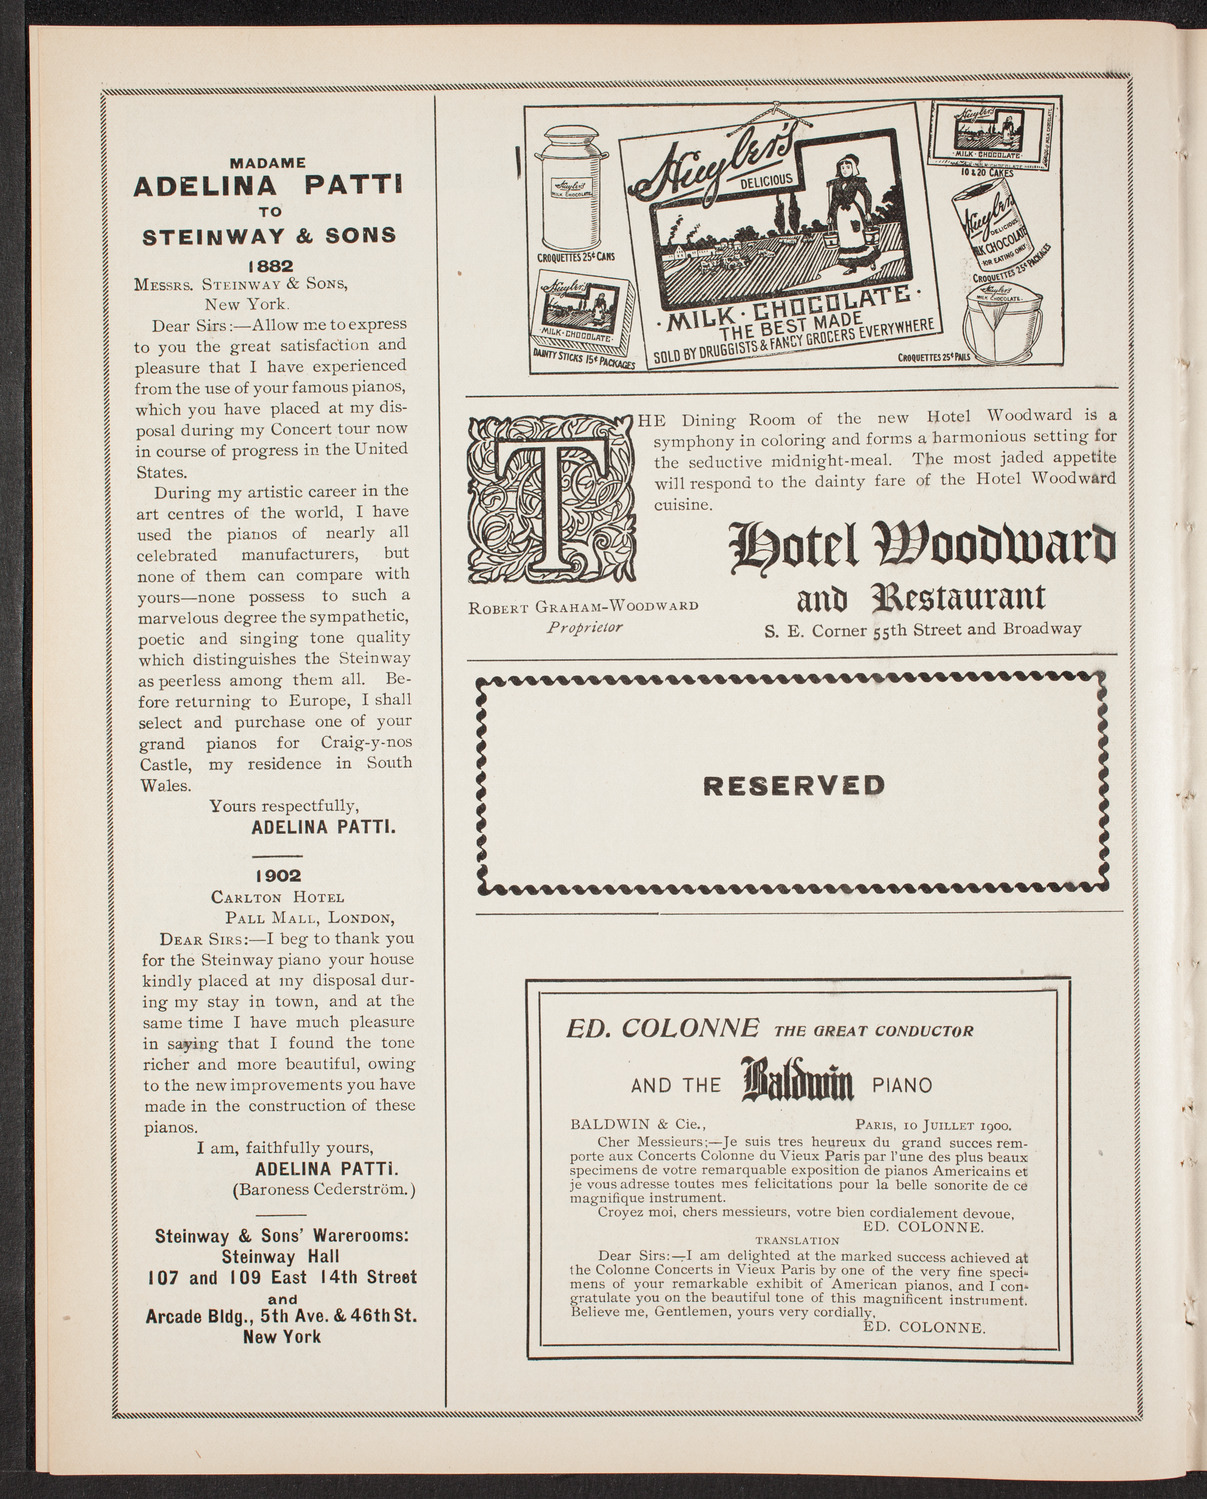 MADAME
ADELINA PATTI
TO
STEINWAY & SONS
1882
Messrs. Steinway & Sons,
New York.
Dear Sirs:—Allow me to express
to you the great satisfaction and
pleasure that I have experienced
from the use of your famous pianos,
which you have placed at my dis-
posal during my Concert tour now
in course of progress in the United
States.
During my artistic career in the
art centres of the world, I have
used the pianos of nearly all
celebrated manufacturers, but
none of them can compare with
yours—none possess to such a
marvelous degree the sympathetic,
poetic and singing tone quality
which distinguishes the Steinway
as peerless among them all. Be-
fore returning to Europe, I shall
select and purchase one of your
grand pianos for Craig-y-nos
Castle, my residence in South
Wales.
Yours respectfully,
ADELINA PATTI.
1902
Carlton Hotel
Pall Mall, London,
Dear Sirs:—I beg to thank you
for the Steinway piano your house
kindly placed at my disposal dur-
ing my stay in town, and at the
same time I have much pleasure
in saying that I found the tone
richer and more beautiful, owing
to the new improvements you have
made in the construction of these
pianos.
I am, faithfully yours,
ADELINA PATTI.
(Baroness Cederström.)
Steinway & Sons' Warerooms:
Steinway Hall
107 and 109 East 14th Street
and
Arcade Bldg., 5th Ave. & 46th St.
New York
Huyler's
MILK CHOCOLATE
CROQUETTES 25¢ CANS
Huyler's
MILK·CHOCOLATE·
DAINTY STICKS 15¢ PACKAGES
Huyler's
DELICIOUS
·MILK·CHOCOLATE·
THE BEST MADE
SOLD BY DRUGGISTS & FANCY GROCERS EVERYWHERE
Huyler's
·MILK·CHOCOLATE·
10 & 20 CAKES
Huyler's
DELICIOUS
MILK CHOCOLATE
FOR EATING ONLY
CROQUETTES 25¢ PACKAGES
Huyler's
MILK CHOCOLATE
CROQUETTES 25¢ PAILS
THE Dining Room of the new Hotel Woodward is a
symphony in coloring and forms a harmonious setting for
the seductive midnight-meal. The most jaded appetite
will respond to the dainty fare of the Hotel Woodward
cuisine.
Hotel Woodward
and Restaurant
Robert Graham-Woodward
Proprietor
S. E. Corner 55th Street and Broadway
RESERVED
ED. COLONNE THE GREAT CONDUCTOR
AND THE Baldwin PIANO
BALDWIN & Cie., Paris, 10 Juillet 1900.
Cher Messieurs;—Je suis tres heureux du grand succes rem-
porte aux Concerts Colonne du Vieux Paris par l'une des plus beaux
specimens de votre remarquable exposition de pianos Americains et
je vous adresse toutes mes felicitations pour la belle sonorite de ce
magnifique instrument.
Croyez moi, chers messieurs, votre bien cordialement devoue,
ED. COLONNE.
TRANSLATION
Dear Sirs:—I am delighted at the marked success achieved at
the Colonne Concerts in Vieux Paris by one of the very fine speci-
mens of your remarkable exhibit of American pianos, and I con-
gratulate you on the beautiful tone of this magnificent instrument.
Believe me, Gentlemen, yours very cordially,
ED. COLONNE.